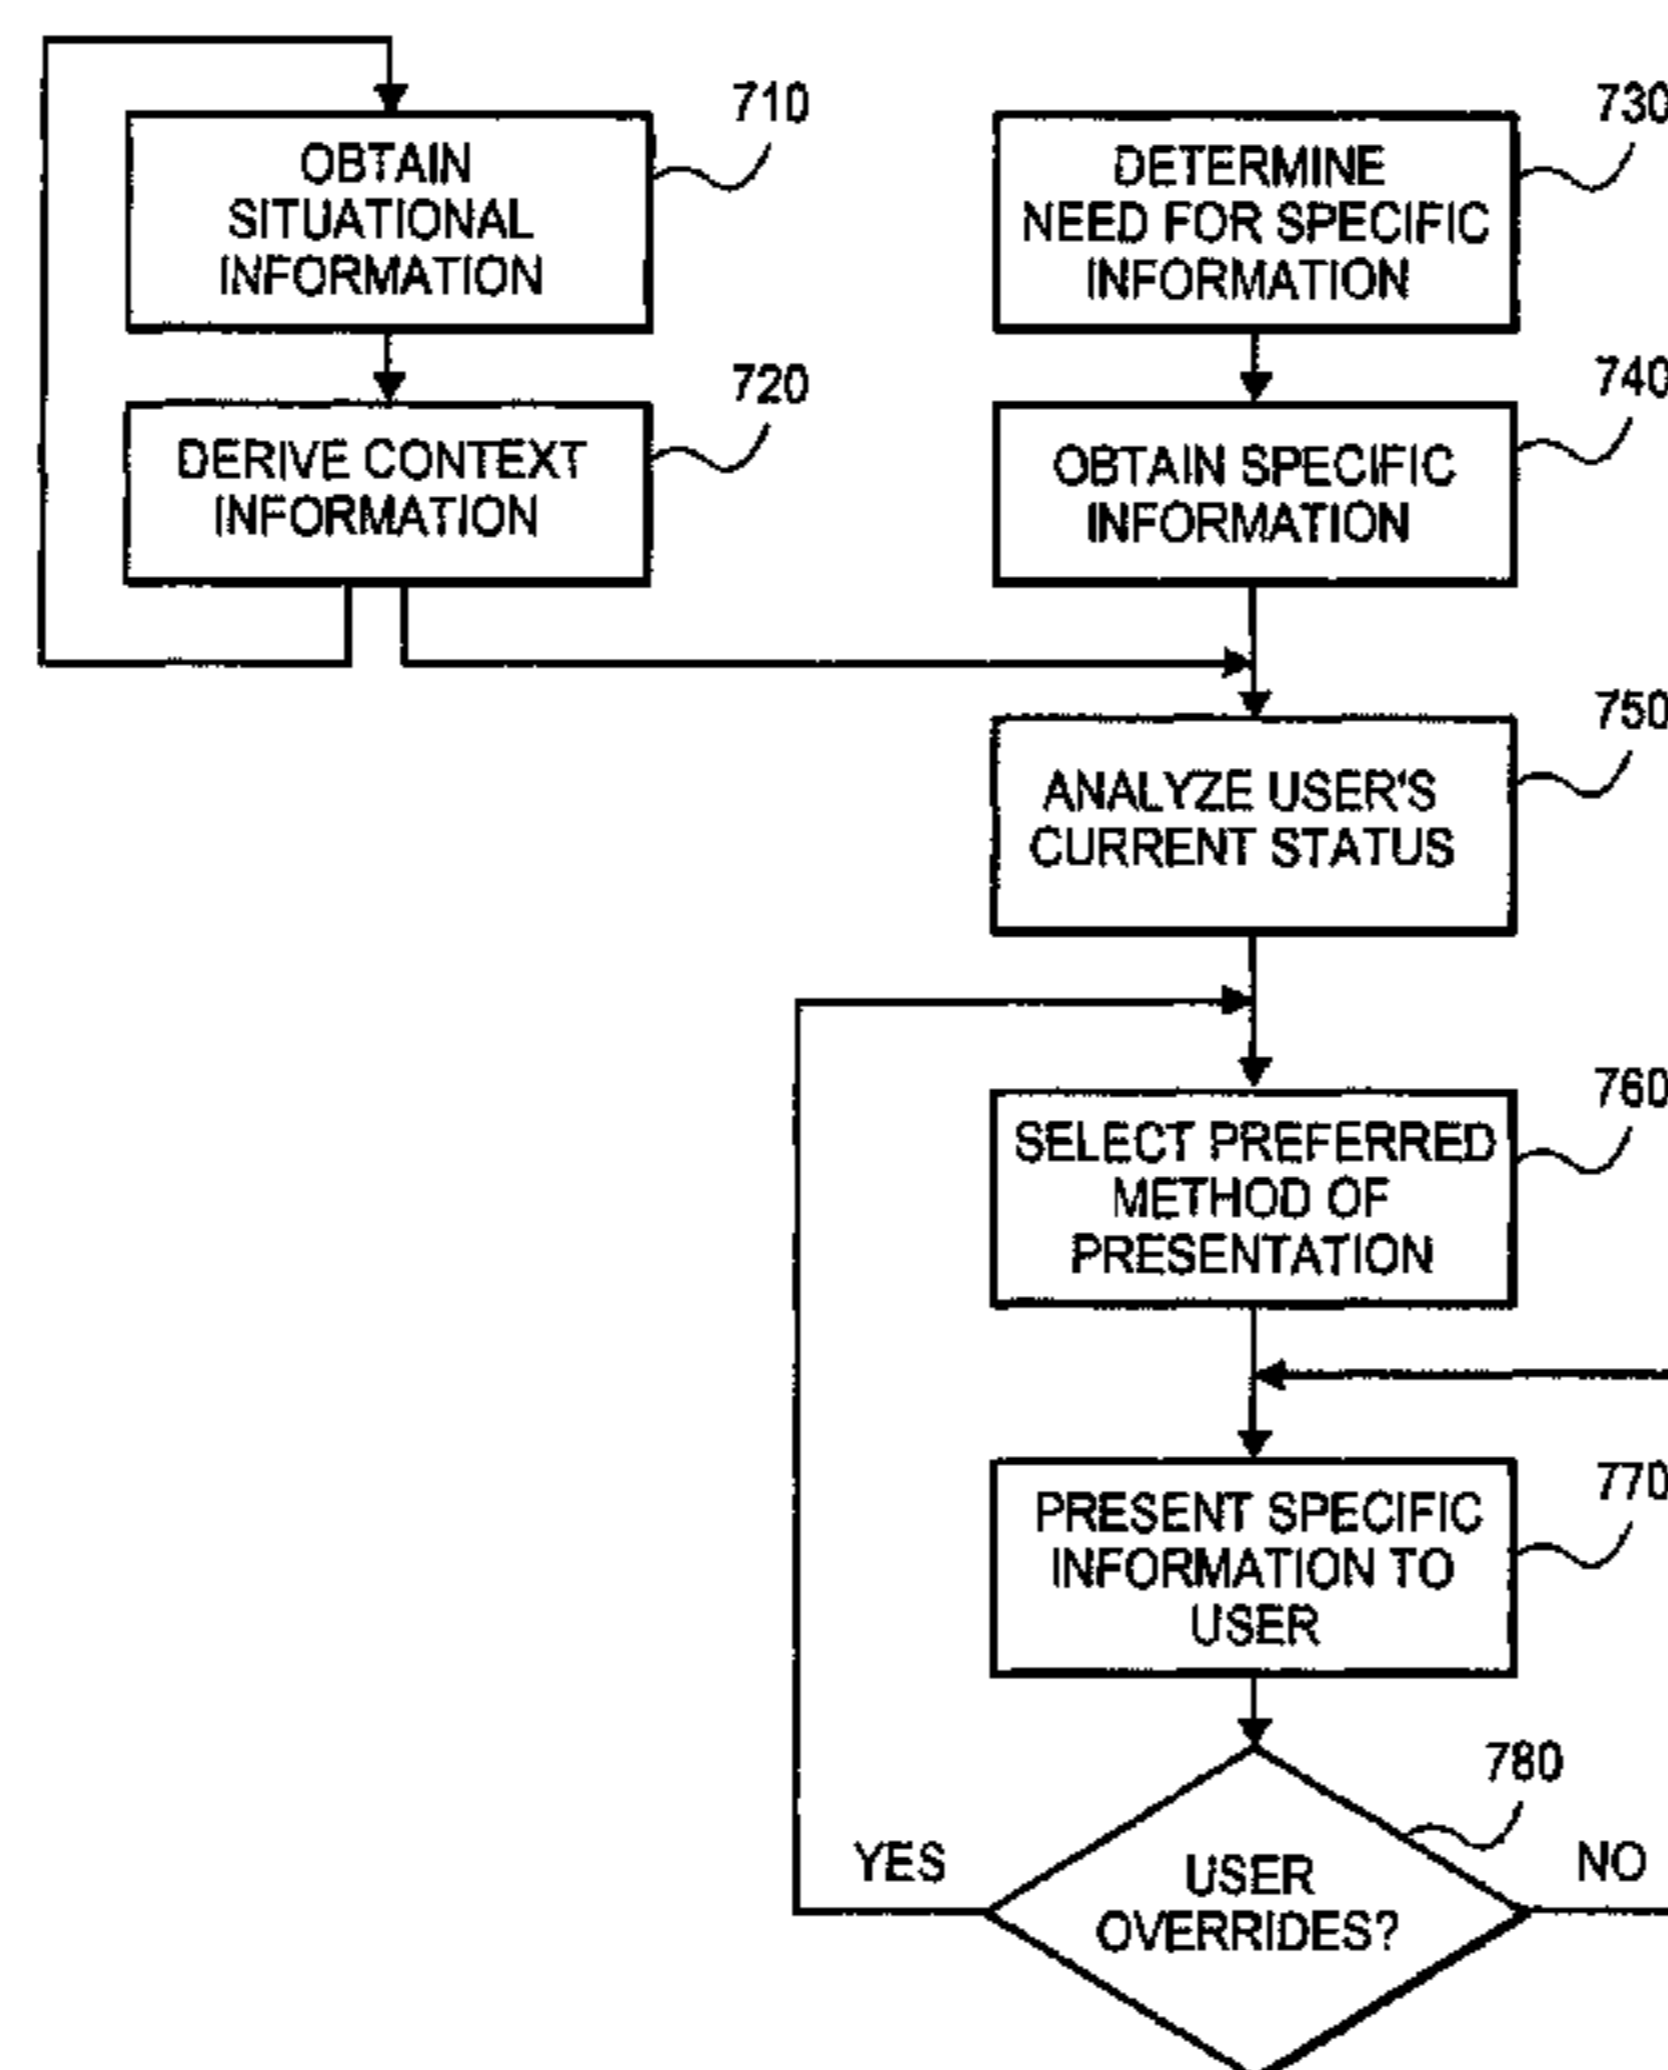 710
OBTAIN
SITUATIONAL
INFORMATION
730
DETERMINE
NEED FOR SPECIFIC
INFORMATION
720
DERIVE CONTEXT
INFORMATION
740
OBTAIN SPECIFIC
INFORMATION
750
ANALYZE USER'S
CURRENT STATUS
760
SELECT PREFERRED
METHOD OF
PRESENTATION
770
PRESENT SPECIFIC
INFORMATION TO
USER
780
YES
USER
OVERRIDES?
NO